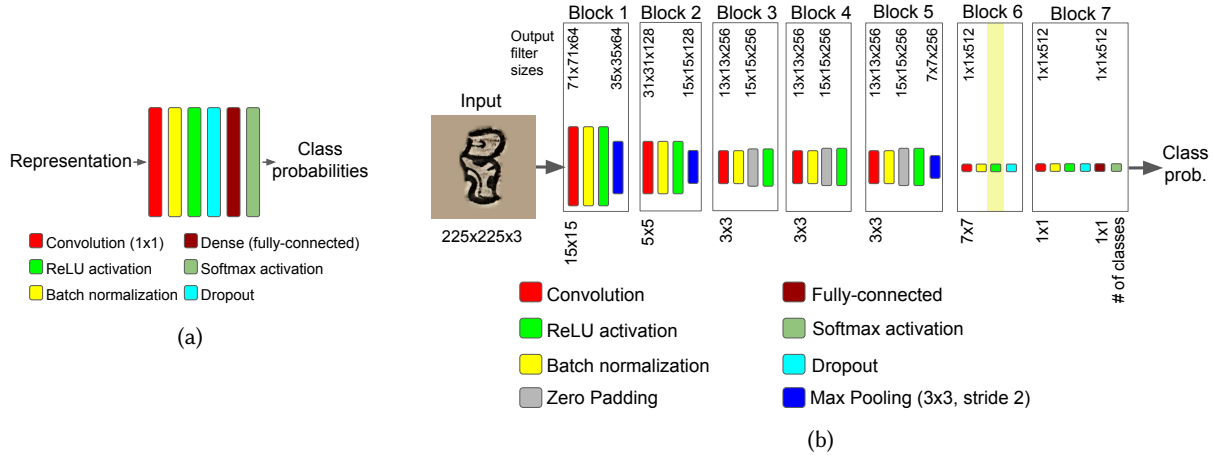 Representation
Class
probabilities
Convolution (1x1)
Dense (fully-connected)
ReLU activation
Softmax activation
Batch normalization
Dropout
(a)
Block 1
Block 2
Block 3
Block 4
Block 5
Block 6
Block 7
Output
filter
sizes
71x71x64
35x35x64
31x31x128
15x15x128
13x13x256
15x15x256
13x13x256
15x15x256
13x13x256
15x15x256
7x7x256
1x1x512
1x1x512
1x1x512
Input
225x225x3
Class
prob.
15x15
5x5
3x3
3x3
3x3
7x7
1x1
1x1
# of classes
Convolution
Fully-connected
ReLU activation
Softmax activation
Batch normalization
Dropout
Zero Padding
Max Pooling (3x3, stride 2)
(b)